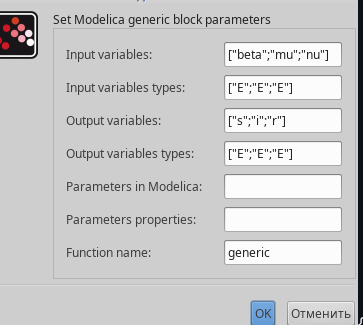 Set Modelica generic block parameters
Input variables: ["beta";"mu";"nu"]
Input variables types: ["E";"E";"E"]
Output variables: ["s";"i";"r"]
Output variables types: ["E";"E";"E"]
Parameters in Modelica:
Parameters properties:
Function name: generic
OK Отменить